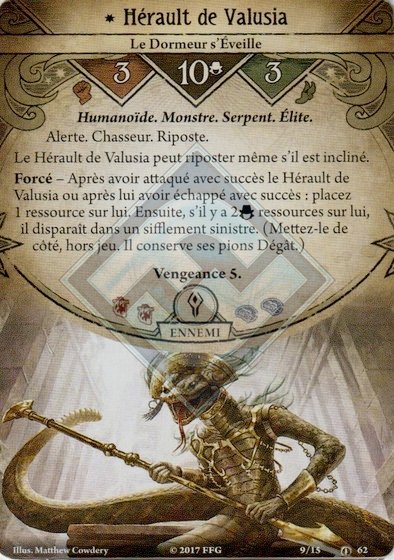 Hérault de Valusia
Le Dormeur s'Éveille
3 10 3
Humanoïde. Monstre. Serpent. Élite.
Alerte. Chasseur. Riposte.
Le Hérault de Valusia peut riposter même s'il est incliné.
Forcé – Après avoir attaqué avec succès le Hérault de
Valusia ou après lui avoir échappé avec succès : placez
1 ressource sur lui. Ensuite, s'il y a 2 ressources sur lui,
il disparaît dans un sifflement sinistre. (Mettez-le de
côté, hors jeu. Il conserve ses pions Dégât.)
Vengeance 5.
ENNEMI
Illus. Matthew Cowdery © 2017 FFG 9/15 62